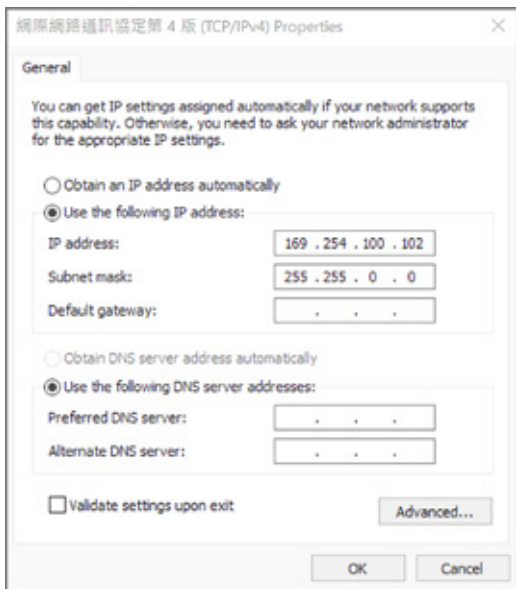 網際網路通訊協定第 4 版 (TCP/IPv4) Properties
General
You can get IP settings assigned automatically if your network supports
this capability. Otherwise, you need to ask your network administrator
for the appropriate IP settings.
Obtain an IP address automatically
Use the following IP address:
IP address: 169 . 254 . 100 . 102
Subnet mask: 255 . 255 . 0 . 0
Default gateway: . . .
Obtain DNS server address automatically
Use the following DNS server addresses:
Preferred DNS server: . . .
Alternate DNS server: . . .
Validate settings upon exit
Advanced...
OK Cancel